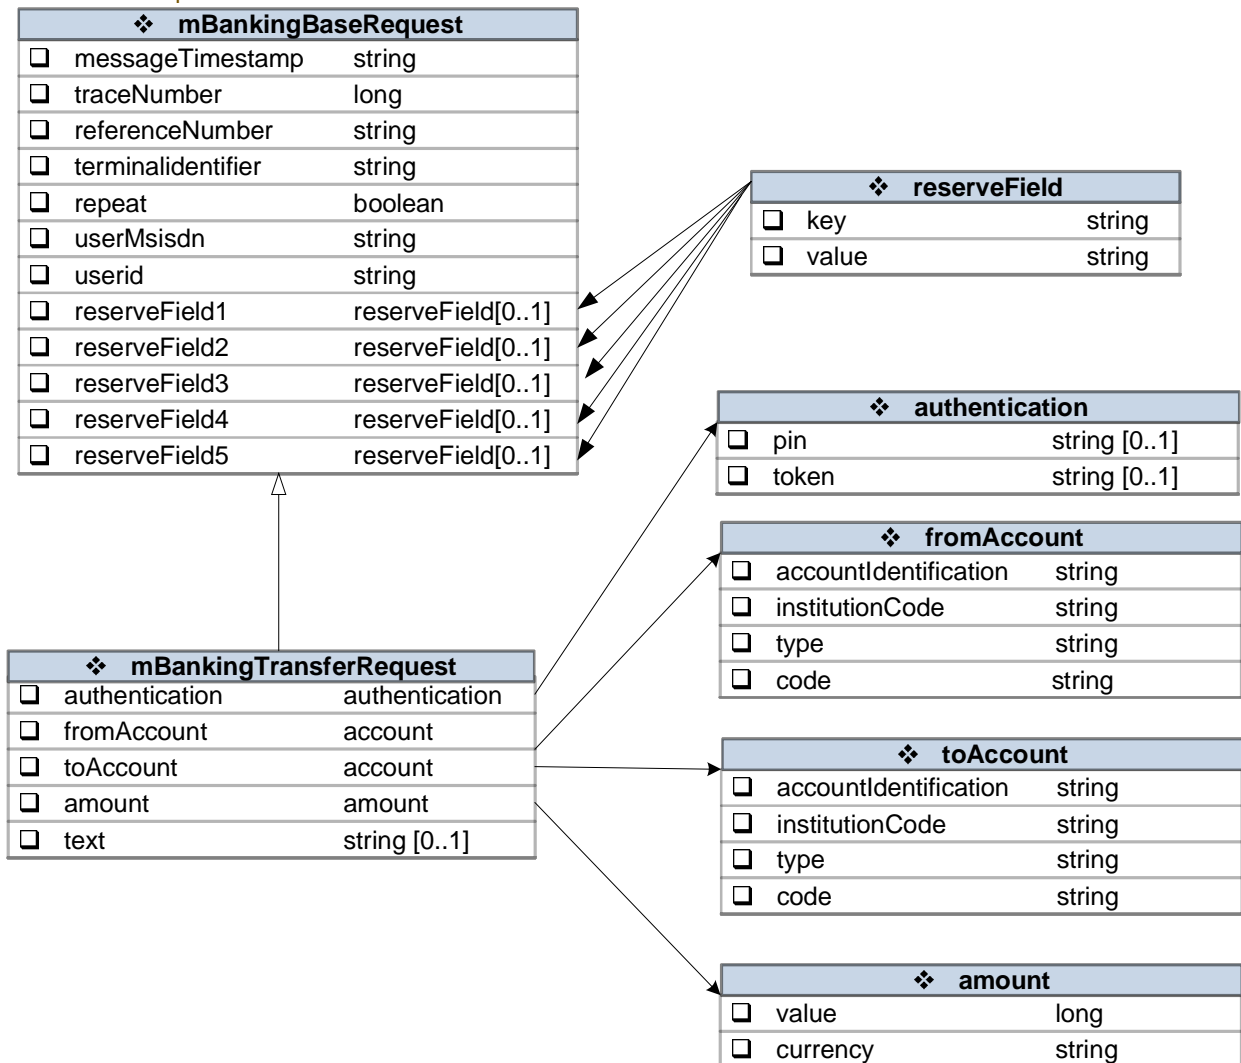 mBankingBaseRequest
messageTimestamp string
traceNumber long
referenceNumber string
terminalidentifier string
repeat boolean
userMsisdn string
userid string
reserveField1 reserveField[0..1]
reserveField2 reserveField[0..1]
reserveField3 reserveField[0..1]
reserveField4 reserveField[0..1]
reserveField5 reserveField[0..1]
reserveField
key string
value string
authentication
pin string [0..1]
token string [0..1]
fromAccount
accountIdentification string
institutionCode string
type string
code string
mBankingTransferRequest
authentication authentication
fromAccount account
toAccount account
amount amount
text string [0..1]
toAccount
accountIdentification string
institutionCode string
type string
code string
amount
value long
currency string